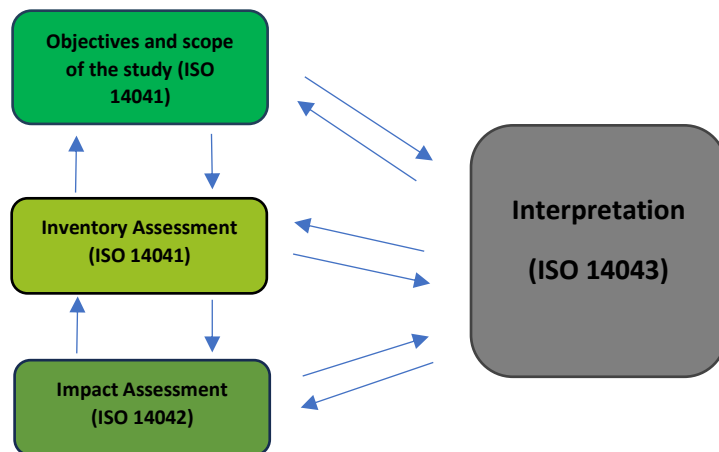 Objectives and scope
of the study (ISO
14041)
Inventory Assessment
(ISO 14041)
Impact Assessment
(ISO 14042)
Interpretation
(ISO 14043)